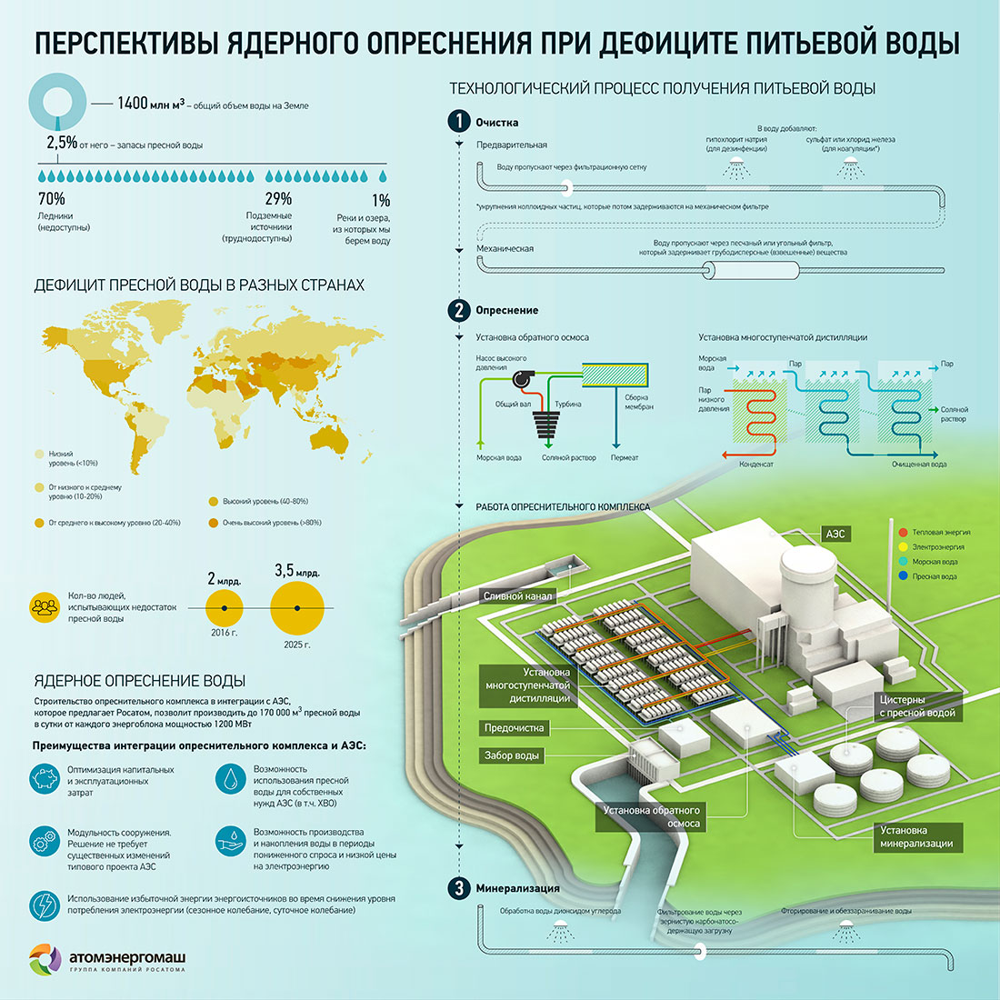 ПЕРСПЕКТИВЫ ЯДЕРНОГО ОПРЕСНЕНИЯ ПРИ ДЕФИЦИТЕ ПИТЬЕВОЙ ВОДЫ
1400 млн м³ – общий объем воды на Земле
2,5% от него – запасы пресной воды
70%
Ледники
(недоступны)
29%
Подземные
источники
(труднодоступны)
1%
Реки и озера,
из которых мы
берем воду
ДЕФИЦИТ ПРЕСНОЙ ВОДЫ В РАЗНЫХ СТРАНАХ
Низкий
уровень (<10%)
От низкого к среднему
уровню (10-20%)
От среднего к высокому уровню (20-40%)
Высокий уровень (40-80%)
Очень высокий уровень (>80%)
Кол-во людей,
испытывающих недостаток
пресной воды
2 млрд.
2016 г.
3,5 млрд.
2025 г.
ЯДЕРНОЕ ОПРЕСНЕНИЕ ВОДЫ
Строительство опреснительного комплекса в интеграции с АЭС,
которое предлагает Росатом, позволит производить до 170 000 м³ пресной воды
в сутки от каждого энергоблока мощностью 1200 МВт
Преимущества интеграции опреснительного комплекса и АЭС:
Оптимизация капитальных
и эксплуатационных
затрат
Возможность
использования пресной
воды для собственных
нужд АЭС (в т.ч. ХВО)
Модульность сооружения.
Решение не требует
существенных изменений
типового проекта АЭС
Возможность производства
и накопления воды в периоды
пониженного спроса и низкой цены
на электроэнергию
Использование избыточной энергии энергоисточников во время снижения уровня
потребления электроэнергии (сезонное колебание, суточное колебание)
атомэнергомаш
ГРУППА КОМПАНИЙ РОСАТОМА
ТЕХНОЛОГИЧЕСКИЙ ПРОЦЕСС ПОЛУЧЕНИЯ ПИТЬЕВОЙ ВОДЫ
1 Очистка
Предварительная
Воду пропускают через фильтрационную сетку
В воду добавляют:
гипохлорит натрия
(для дезинфекции)
сульфат или хлорид железа
(для коагуляции*)
*укрупнения коллоидных частиц, которые потом задерживаются на механическом фильтре
Механическая
Воду пропускают через песчаный или угольный фильтр,
который задерживает грубодисперсные (взвешенные) вещества
2 Опреснение
Установка обратного осмоса
Насос высокого
давления
Общий вал
Турбина
Сборка
мембран
Морская вода
Соляной раствор
Пермеат
Установка многоступенчатой дистилляции
Морская
вода
Пар
Пар
Пар
низкого
давления
Соляной
раствор
Конденсат
Очищенная вода
РАБОТА ОПРЕСНИТЕЛЬНОГО КОМПЛЕКСА
АЭС
Тепловая энергия
Электроэнергия
Морская вода
Пресная вода
Сливной канал
Установка
многоступенчатой
дистилляции
Предочистка
Забор воды
Цистерны
с пресной водой
Установка обратного
осмоса
Установка
минерализации
3 Минерализация
Обработка воды диоксидом углерода
Фильтрование воды через
зернистую карбонатосо-
держащую загрузку
Фторирование и обеззараживание воды